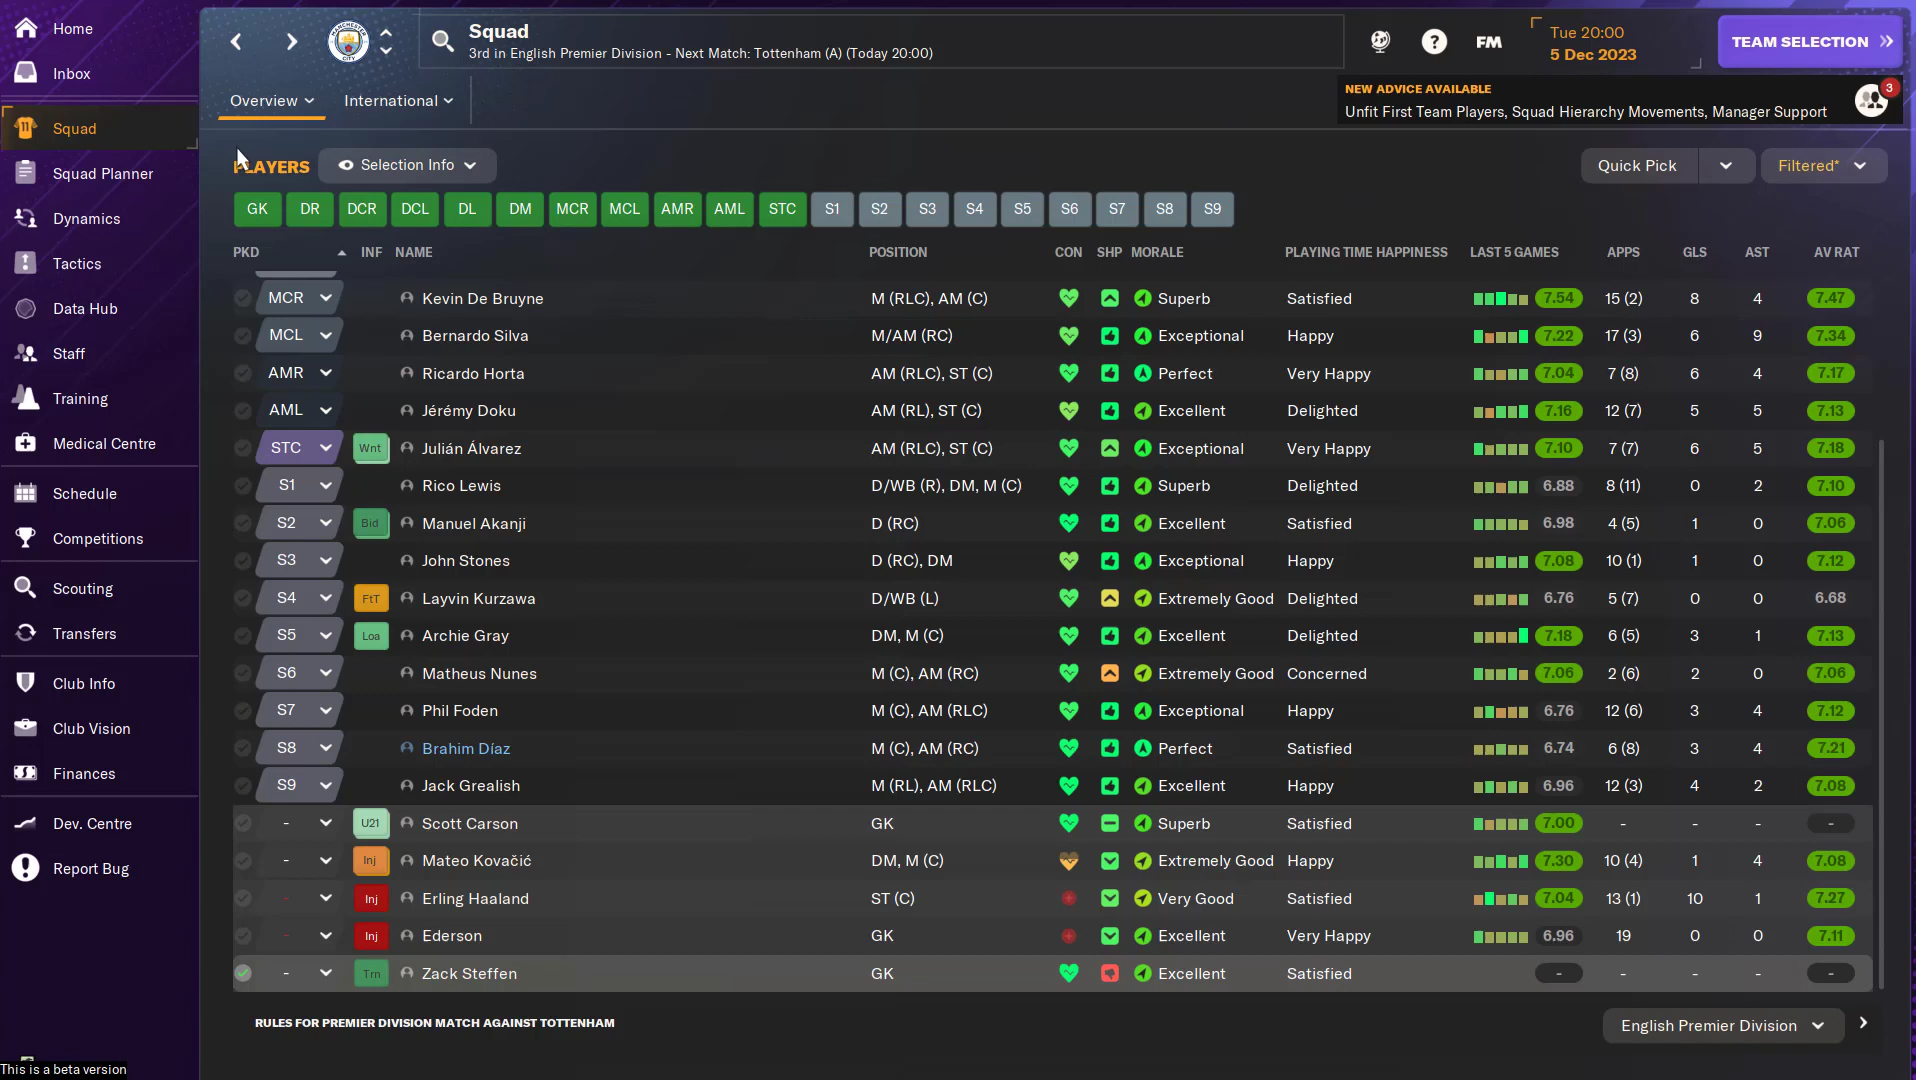 Home
Inbox
Squad
Squad Planner
Dynamics
Tactics
Data Hub
Staff
Training
Medical Centre
Schedule
Competitions
Scouting
Transfers
Club Info
Club Vision
Finances
Dev. Centre
Report Bug
This is a beta version
Squad
3rd in English Premier Division - Next Match: Tottenham (A) (Today 20:00)
? FM
Tue 20:00
5 Dec 2023
TEAM SELECTION
Overview International
NEW ADVICE AVAILABLE
Unfit First Team Players, Squad Hierarchy Movements, Manager Support
3
PLAYERS Selection Info Quick Pick Filtered*
GK DR DCR DCL DL DM MCR MCL AMR AML STC S1 S2 S3 S4 S5 S6 S7 S8 S9
PKD INF NAME POSITION CON SHP MORALE PLAYING TIME HAPPINESS LAST 5 GAMES APPS GLS AST AV RAT
MCR Kevin De Bruyne M (RLC), AM (C) Superb Satisfied 7.54 15 (2) 8 4 7.47
MCL Bernardo Silva M/AM (RC) Exceptional Happy 7.22 17 (3) 6 9 7.34
AMR Ricardo Horta AM (RLC), ST (C) Perfect Very Happy 7.04 7 (8) 6 4 7.17
AML Jérémy Doku AM (RL), ST (C) Excellent Delighted 7.16 12 (7) 5 5 7.13
STC Wnt Julián Álvarez AM (RLC), ST (C) Exceptional Very Happy 7.10 7 (7) 6 5 7.18
S1 Rico Lewis D/WB (R), DM, M (C) Superb Delighted 6.88 8 (11) 0 2 7.10
S2 Bid Manuel Akanji D (RC) Excellent Satisfied 6.98 4 (5) 1 0 7.06
S3 John Stones D (RC), DM Exceptional Happy 7.08 10 (1) 1 0 7.12
S4 FtT Layvin Kurzawa D/WB (L) Extremely Good Delighted 6.76 5 (7) 0 0 6.68
S5 Loa Archie Gray DM, M (C) Excellent Delighted 7.18 6 (5) 3 1 7.13
S6 Matheus Nunes M (C), AM (RC) Extremely Good Concerned 7.06 2 (6) 2 0 7.06
S7 Phil Foden M (C), AM (RLC) Exceptional Happy 6.76 12 (6) 3 4 7.12
S8 Brahim Díaz M (C), AM (RC) Perfect Satisfied 6.74 6 (8) 3 4 7.21
S9 Jack Grealish M (RL), AM (RLC) Excellent Happy 6.96 12 (3) 4 2 7.08
- U21 Scott Carson GK Superb Satisfied 7.00 - - - -
- Inj Mateo Kovačić DM, M (C) Extremely Good Happy 7.30 10 (4) 1 4 7.08
- Inj Erling Haaland ST (C) Very Good Satisfied 7.04 13 (1) 10 1 7.27
- Inj Ederson GK Excellent Very Happy 6.96 19 0 0 7.11
- Trn Zack Steffen GK Excellent Satisfied - - - - -
RULES FOR PREMIER DIVISION MATCH AGAINST TOTTENHAM
English Premier Division